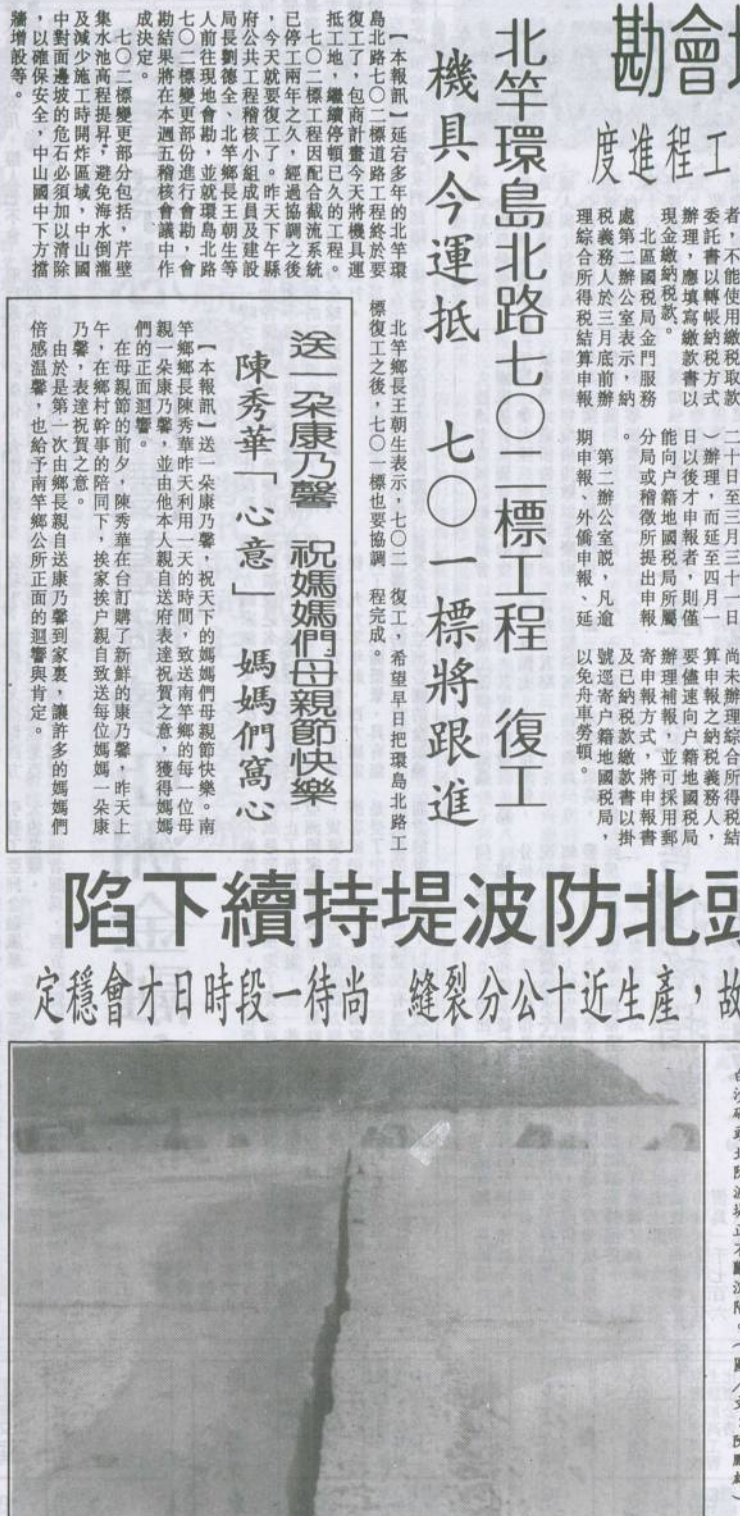 勘會
度進程工
者，不能使用繳稅取款
委託書以轉帳納稅方式
辦理，應填寫繳款書以
現金繳納稅款。
北區國稅局金門服務
處第二辦公室表示，納
稅義務人於三月底前辦
理綜合所得稅結算申報
二十日至三月三十一日
）辦理，而延至四月一
日以後才申報者，則僅
能向户籍地國稅局所屬
分局或稽徵所提出申報
。
第二辦公室説，凡逾
期申報、外僑申報、延
尚未辦理綜合所得稅結
算申報之納稅義務人，
要儘速向户籍地國稅局
辦理補報，並可採用郵
寄申報方式，將申報書
及已納稅款繳款書以掛
號逕寄户籍地國稅局，
以免舟車勞頓。
北竿環島北路七〇二標工程　復工
機具今運抵　七〇一標將跟進
【本報訊】延宕多年的北竿環
島北路七〇二標道路工程終於要
復工了，包商計畫今天將機具運
抵工地，繼續停頓已久的工程。
七〇二標工程因配合截流系統
已停工兩年之久，經過協調之後
，今天就要復工了。昨天下午縣
府公共工程稽核小組成員及建設
局長劉德全、北竿鄉長王朝生等
人前往現地會勘，並就環島北路
七〇二標變更部份進行會勘，會
勘結果將在本週五稽核會議中作
成決定。
七〇二標變更部分包括，芹壁
集水池高程提昇，避免海水倒灌
及減少施工時開炸區域，中山國
中對面邊坡的危石必須加以清除
，以確保安全，中山國中下方擋
牆增設等。
北竿鄉長王朝生表示，七〇二
標復工之後，七〇一標也要協調
復工，希望早日把環島北路工
程完成。
送一朵康乃馨　祝媽媽們母親節快樂
陳秀華「心意」　媽媽們窩心
【本報訊】送一朵康乃馨，祝天下的媽媽們母親節快樂。南
竿鄉鄉長陳秀華昨天利用一天的時間，致送南竿鄉的每一位母
親一朵康乃馨，並由他本人親自送府表達祝賀之意，獲得媽媽
們的正面迴響。
在母親節的前夕，陳秀華在台訂購了新鮮的康乃馨，昨天上
午，在鄉村幹事的陪同下，挨家挨户親自致送每位媽媽一朵康
乃馨，表達祝賀之意。
由於是第一次由鄉長親自送康乃馨到家裏，讓許多的媽媽們
倍感温馨，也給予南竿鄉公所正面的迴響與肯定。
陷下續持堤波防北頭
定穩會才日時段一待尚　縫裂分公十近生產，故